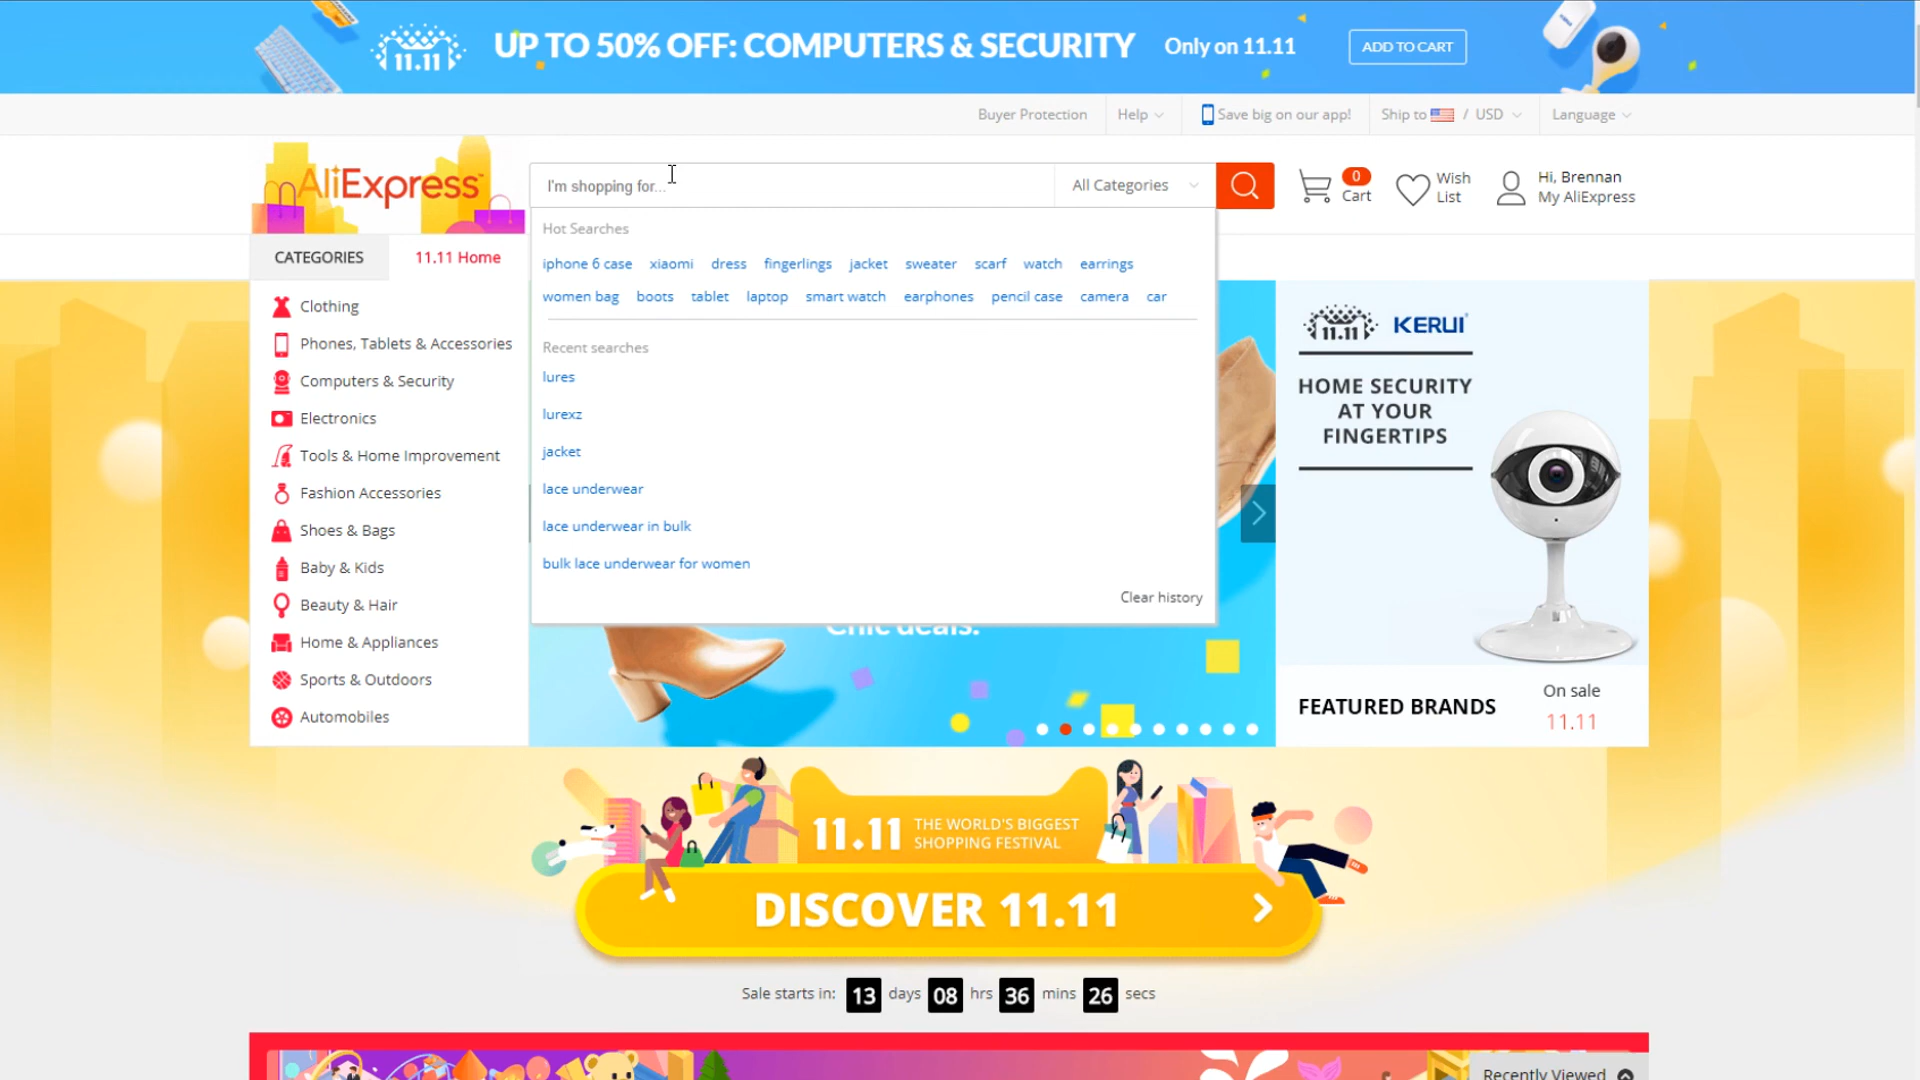 11.11 UP TO 50% OFF: COMPUTERS & SECURITY Only on 11.11 ADD TO CART
Buyer Protection Help Save big on our app! Ship to / USD Language
AliExpress
I'm shopping for...
All Categories
0
Cart
Wish
List
Hi, Brennan
My AliExpress
CATEGORIES
11.11 Home
Clothing
Phones, Tablets & Accessories
Computers & Security
Electronics
Tools & Home Improvement
Fashion Accessories
Shoes & Bags
Baby & Kids
Beauty & Hair
Home & Appliances
Sports & Outdoors
Automobiles
Hot Searches
iphone 6 case xiaomi dress fingerlings jacket sweater scarf watch earrings
women bag boots tablet laptop smart watch earphones pencil case camera car
Recent searches
lures
lurexz
jacket
lace underwear
lace underwear in bulk
bulk lace underwear for women
Clear history
Chic deals.
11.11 KERUI
HOME SECURITY
AT YOUR
FINGERTIPS
FEATURED BRANDS
On sale
11.11
11.11
THE WORLD'S BIGGEST
SHOPPING FESTIVAL
DISCOVER 11.11
Sale starts in: 13 days 08 hrs 36 mins 26 secs
Recently Viewed